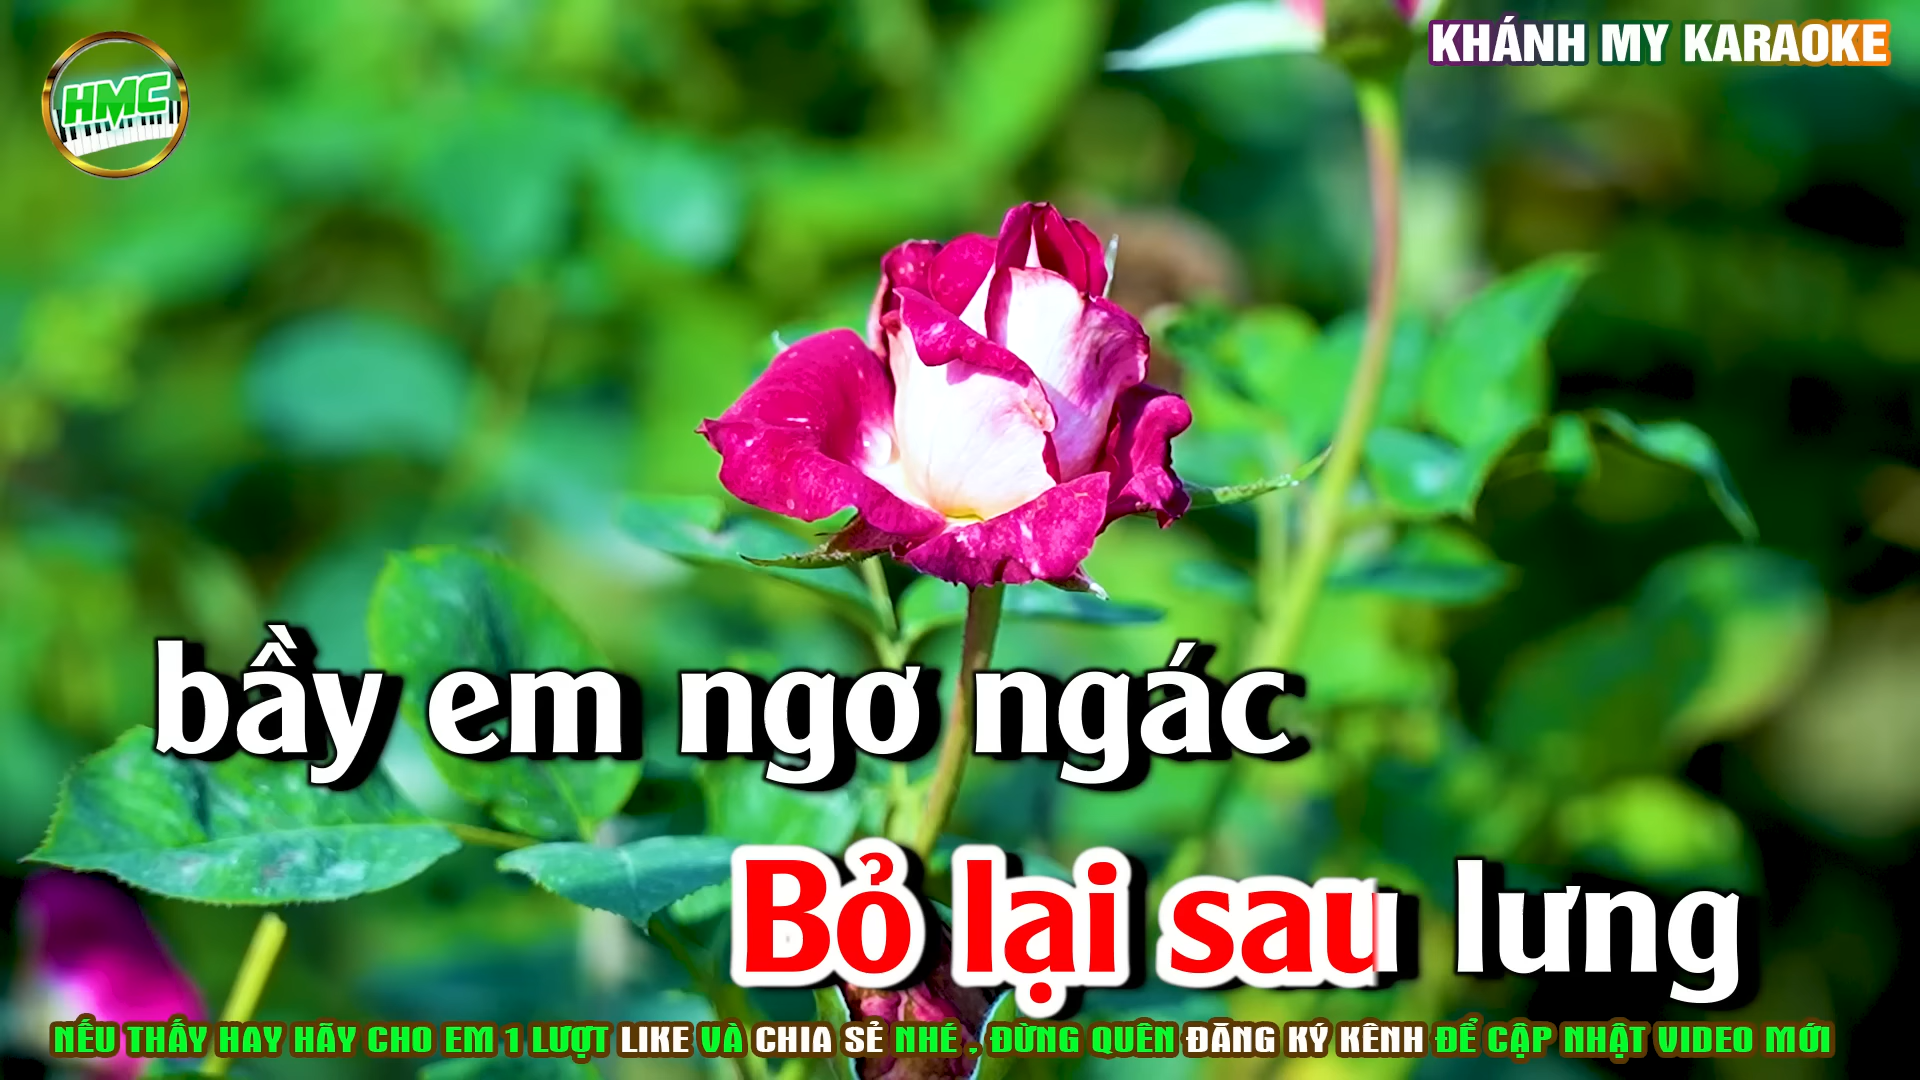 HMC
KHÁNH MY KARAOKE
bầy em ngơ ngác
Bỏ lại sau lưng
NẾU THẤY HAY HÃY CHO EM 1 LƯỢT LIKE VÀ CHIA SẺ NHÉ , ĐỪNG QUÊN ĐĂNG KÝ KÊNH ĐỂ CẬP NHẬT VIDEO MỚI